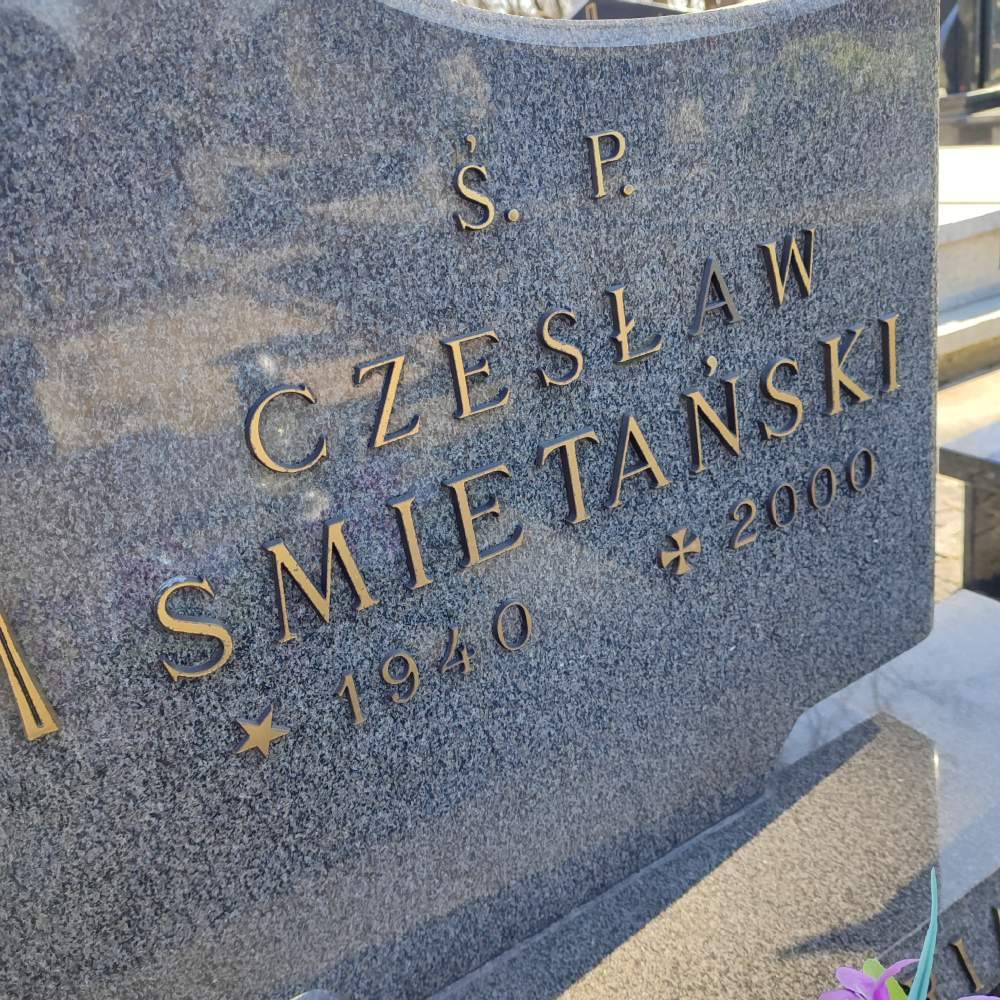 Ś. P.
CZESŁAW
SMIETAŃSKI
1940 2000